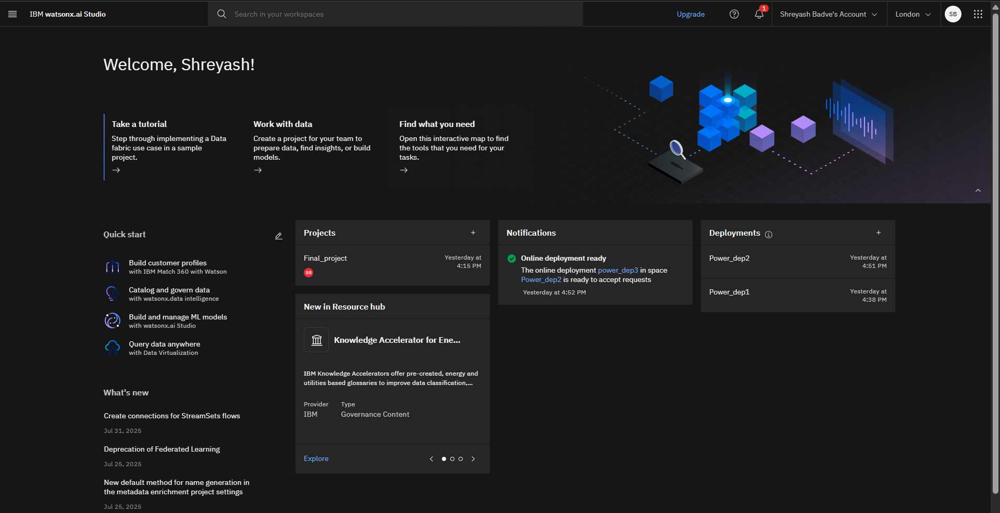 IBM watsonx.ai Studio
Search in your workspaces
Upgrade
1
Shreyash Badve's Account
London
SB
Welcome, Shreyash!
Take a tutorial
Step through implementing a Data
fabric use case in a sample
project.
Work with data
Create a project for your team to
prepare data, find insights, or build
models.
Find what you need
Open this interactive map to find
the tools that you need for your
tasks.
Quick start
Build customer profiles
with IBM Match 360 with Watson
Catalog and govern data
with watsonx.data intelligence
Build and manage ML models
with watsonx.ai Studio
Query data anywhere
with Data Virtualization
What's new
Create connections for StreamSets flows
Jul 31, 2025
Deprecation of Federated Learning
Jul 25, 2025
New default method for name generation in
the metadata enrichment project settings
Jul 25, 2025
Projects
Final_project
Yesterday at
4:15 PM
SB
New in Resource hub
Knowledge Accelerator for Ene...
IBM Knowledge Accelerators offer pre-created, energy and
utilities based glossaries to improve data classification,...
Provider
IBM
Type
Governance Content
Explore
Notifications
Online deployment ready
The online deployment power_dep3 in space
Power_dep2 is ready to accept requests
Yesterday at 4:52 PM
Deployments
Power_dep2
Yesterday at
4:51 PM
Power_dep1
Yesterday at
4:38 PM